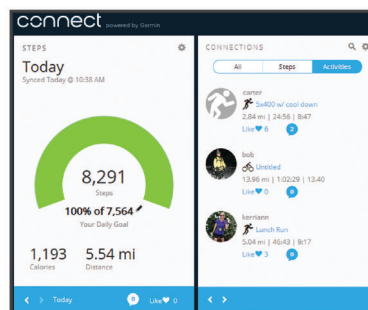 connect powered by Garmin
STEPS
Today
Synced Today @ 10:38 AM
8,291
Steps
100% of 7,564
Your Daily Goal
1,193
Calories
5.54 mi
Distance
Today
0
Like 0
CONNECTIONS
All
Steps
Activities
carter
5x400 w/ cool down
2.84 mi | 24:56 | 8:47
Like 6
2
bob
Untitled
13.96 mi | 1:02:29 | 13.40
Like 0
0
kerriann
Lunch Run
5.04 mi | 46:43 | 9:17
Like 3
0